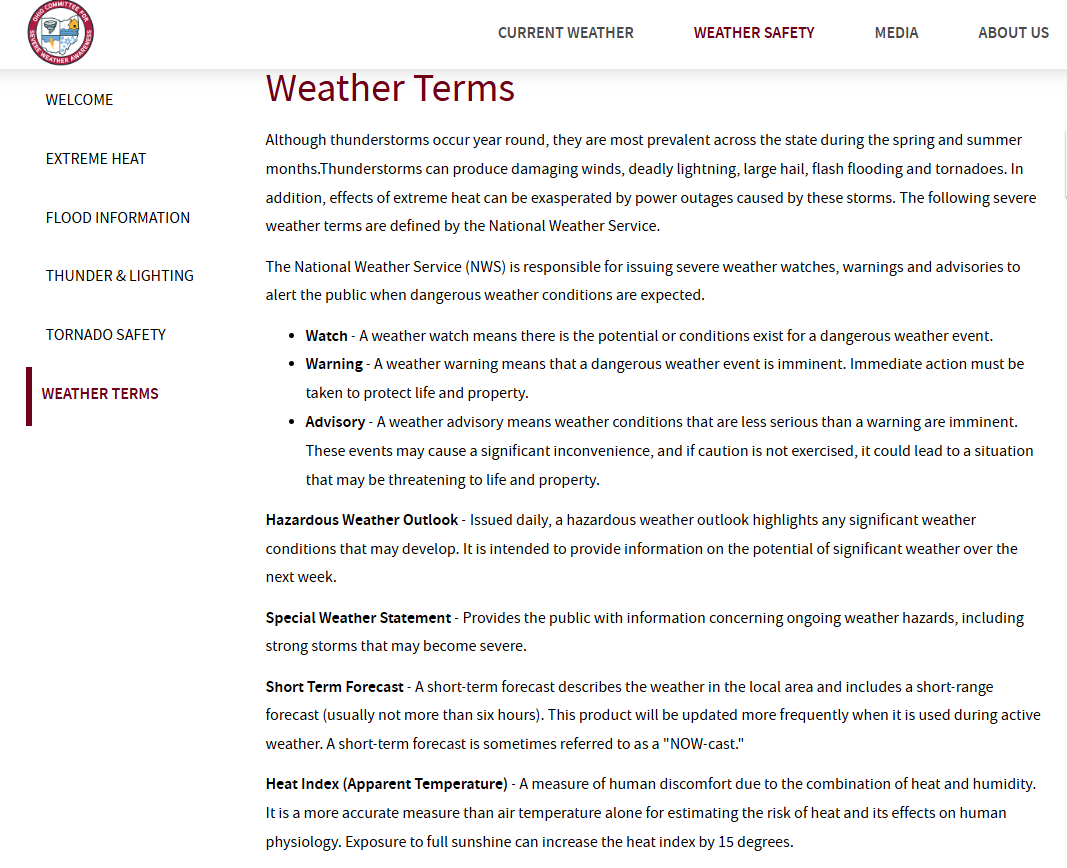 OHIO COMMITTEE FOR
SEVERE WEATHER AWARENESS
CURRENT WEATHER
WEATHER SAFETY
MEDIA
ABOUT US
WELCOME
EXTREME HEAT
FLOOD INFORMATION
THUNDER & LIGHTING
TORNADO SAFETY
WEATHER TERMS
Weather Terms
Although thunderstorms occur year round, they are most prevalent across the state during the spring and summer
months.Thunderstorms can produce damaging winds, deadly lightning, large hail, flash flooding and tornadoes. In
addition, effects of extreme heat can be exasperated by power outages caused by these storms. The following severe
weather terms are defined by the National Weather Service.
The National Weather Service (NWS) is responsible for issuing severe weather watches, warnings and advisories to
alert the public when dangerous weather conditions are expected.
• Watch - A weather watch means there is the potential or conditions exist for a dangerous weather event.
• Warning - A weather warning means that a dangerous weather event is imminent. Immediate action must be
taken to protect life and property.
• Advisory - A weather advisory means weather conditions that are less serious than a warning are imminent.
These events may cause a significant inconvenience, and if caution is not exercised, it could lead to a situation
that may be threatening to life and property.
Hazardous Weather Outlook - Issued daily, a hazardous weather outlook highlights any significant weather
conditions that may develop. It is intended to provide information on the potential of significant weather over the
next week.
Special Weather Statement - Provides the public with information concerning ongoing weather hazards, including
strong storms that may become severe.
Short Term Forecast - A short-term forecast describes the weather in the local area and includes a short-range
forecast (usually not more than six hours). This product will be updated more frequently when it is used during active
weather. A short-term forecast is sometimes referred to as a "NOW-cast."
Heat Index (Apparent Temperature) - A measure of human discomfort due to the combination of heat and humidity.
It is a more accurate measure than air temperature alone for estimating the risk of heat and its effects on human
physiology. Exposure to full sunshine can increase the heat index by 15 degrees.